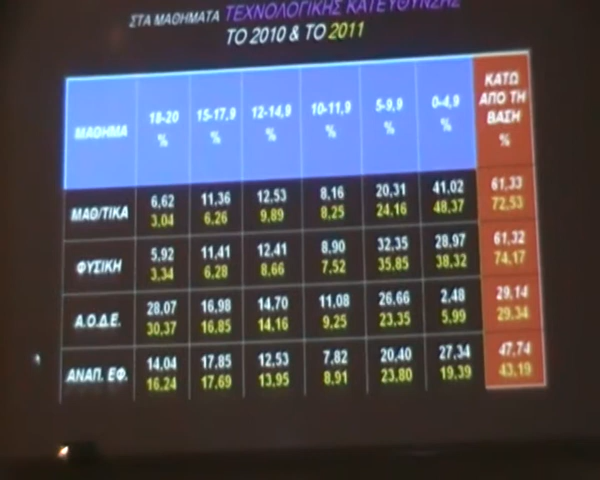 ΣΤΑ ΜΑΘΗΜΑΤΑ ΤΕΧΝΟΛΟΓΙΚΗΣ ΚΑΤΕΥΘΥΝΣΗΣ
ΤΟ 2010 & ΤΟ 2011
ΜΑΘΗΜΑ 18-20 % 15-17,9 % 12-14,9 % 10-11,9 % 5-9,9 % 0-4,9 % ΚΑΤΩ ΑΠΟ ΤΗ ΒΑΣΗ %
ΜΑΘ/ΤΙΚΑ 6,62 11,36 12,53 8,16 20,31 41,02 61,33
3,04 6,26 9,89 8,25 24,16 48,37 72,53
ΦΥΣΙΚΗ 5,92 11,41 12,41 8,90 32,35 28,97 61,32
3,34 6,28 8,66 7,52 35,85 38,32 74,17
Α.Ο.Δ.Ε. 28,07 16,98 14,70 11,08 26,66 2,48 29,14
30,37 16,85 14,16 9,25 23,35 5,99 29,34
ΑΝΑΠ. ΕΦ. 14,04 17,85 12,53 7,82 20,40 27,34 47,74
16,24 17,69 13,95 8,91 23,80 19,39 43,19